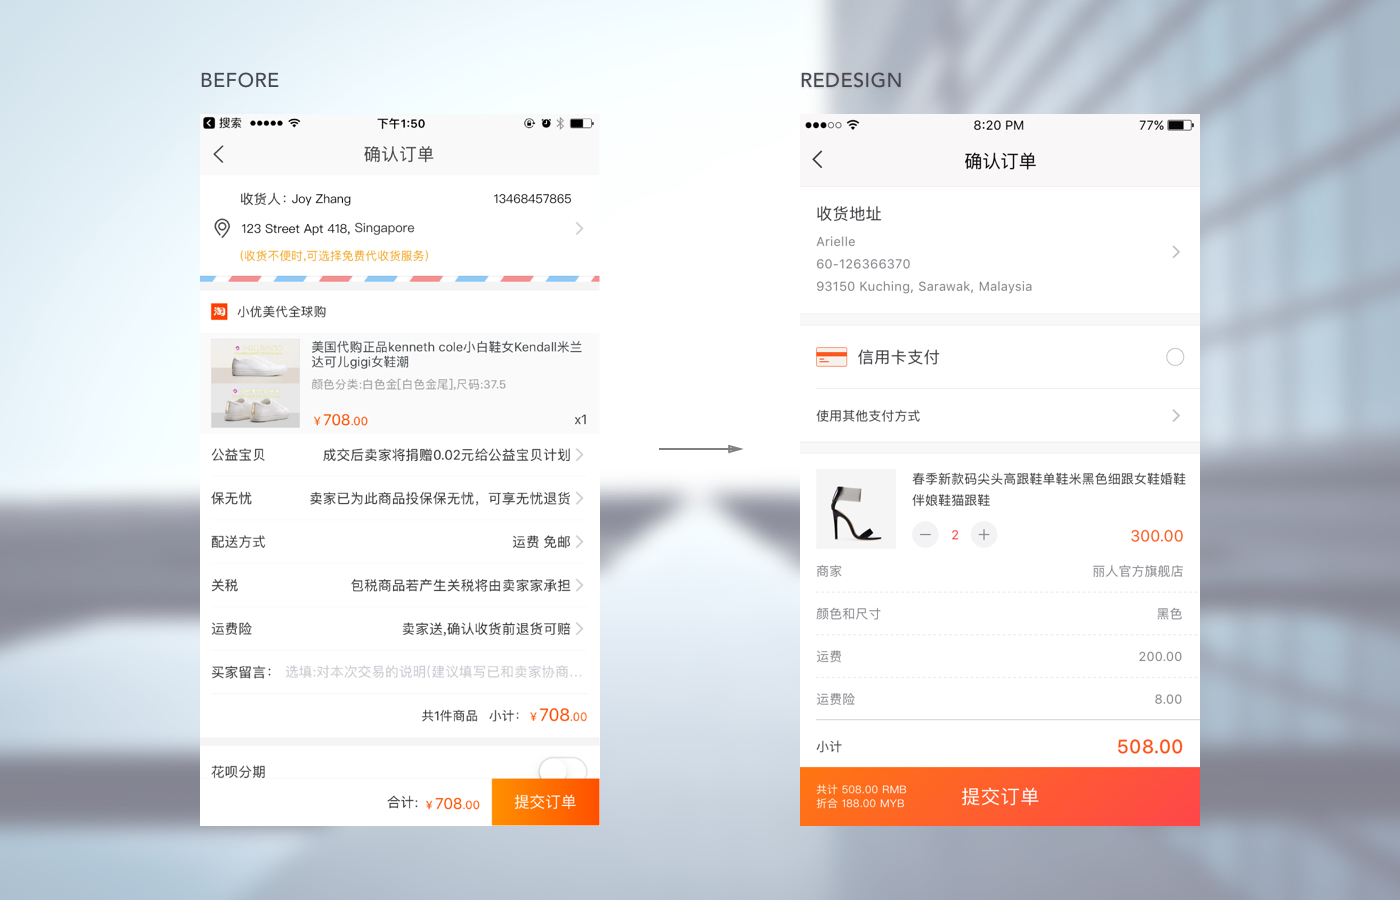 BEFORE
搜索
下午1:50
确认订单
收货人：Joy Zhang 13468457865
123 Street Apt 418, Singapore
(收货不便时,可选择免费代收货服务)
淘 小优美代全球购
美国代购正品kenneth cole小白鞋女Kendall米兰
达可儿gigi女鞋潮
颜色分类:白色金[白色金尾],尺码:37.5
￥708.00 x1
公益宝贝 成交后卖家将捐赠0.02元给公益宝贝计划
保无忧 卖家已为此商品投保保无忧，可享无忧退货
配送方式 运费 免邮
关税 包税商品若产生关税将由卖家家承担
运费险 卖家送,确认收货前退货可赔
买家留言： 选填:对本次交易的说明(建议填写已和卖家协商...
共1件商品 小计：￥708.00
花呗分期
合计：￥708.00 提交订单
REDESIGN
8:20 PM
77%
确认订单
收货地址
Arielle
60-126366370
93150 Kuching, Sarawak, Malaysia
信用卡支付
使用其他支付方式
春季新款码尖头高跟鞋单鞋米黑色细跟女鞋婚鞋
伴娘鞋猫跟鞋
2 300.00
商家 丽人官方旗舰店
颜色和尺寸 黑色
运费 200.00
运费险 8.00
小计 508.00
共计 508.00 RMB
折合 188.00 MYB
提交订单